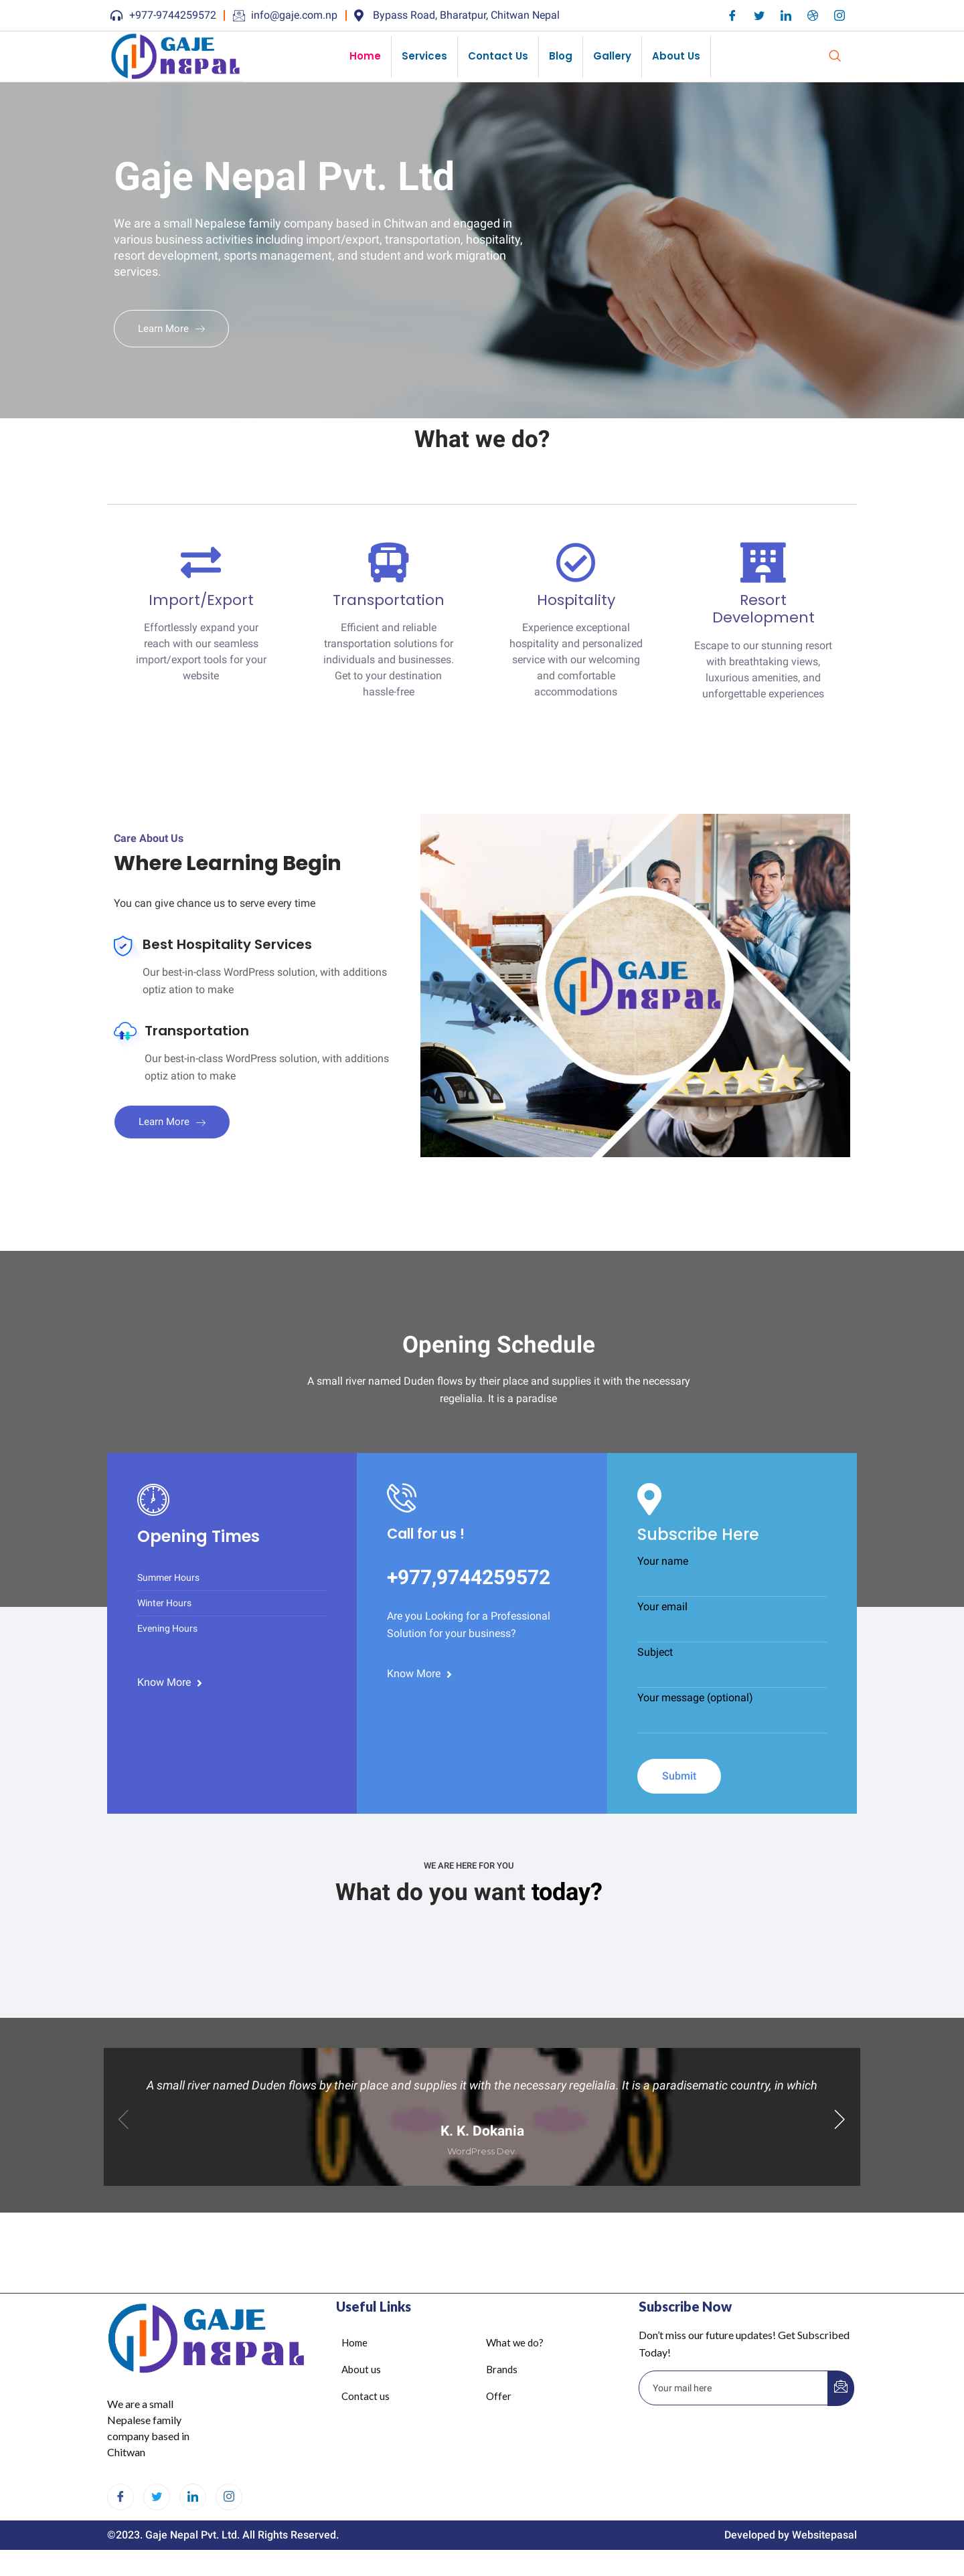 +977-9744259572
info@gaje.com.np
Bypass Road, Bharatpur, Chitwan Nepal
GAJE
nepal
Home
Services
Contact Us
Blog
Gallery
About Us
Gaje Nepal Pvt. Ltd
We are a small Nepalese family company based in Chitwan and engaged in
various business activities including import/export, transportation, hospitality,
resort development, sports management, and student and work migration
services.
Learn More
What we do?
Import/Export
Effortlessly expand your
reach with our seamless
import/export tools for your
website
Transportation
Efficient and reliable
transportation solutions for
individuals and businesses.
Get to your destination
hassle-free
Hospitality
Experience exceptional
hospitality and personalized
service with our welcoming
and comfortable
accommodations
Resort
Development
Escape to our stunning resort
with breathtaking views,
luxurious amenities, and
unforgettable experiences
Care About Us
Where Learning Begin
You can give chance us to serve every time
Best Hospitality Services
Our best-in-class WordPress solution, with additions
optiz ation to make
Transportation
Our best-in-class WordPress solution, with additions
optiz ation to make
Learn More
GAJE
nepal
Opening Schedule
A small river named Duden flows by their place and supplies it with the necessary
regelialia. It is a paradise
Opening Times
Summer Hours
Winter Hours
Evening Hours
Know More
Call for us !
+977,9744259572
Are you Looking for a Professional
Solution for your business?
Know More
Subscribe Here
Your name
Your email
Subject
Your message (optional)
Submit
WE ARE HERE FOR YOU
What do you want today?
A small river named Duden flows by their place and supplies it with the necessary regelialia. It is a paradisematic country, in which
K. K. Dokania
WordPress Dev.
GAJE
nepal
We are a small
Nepalese family
company based in
Chitwan
Useful Links
Home
About us
Contact us
What we do?
Brands
Offer
Subscribe Now
Don't miss our future updates! Get Subscribed
Today!
Your mail here
©2023. Gaje Nepal Pvt. Ltd. All Rights Reserved.
Developed by Websitepasal